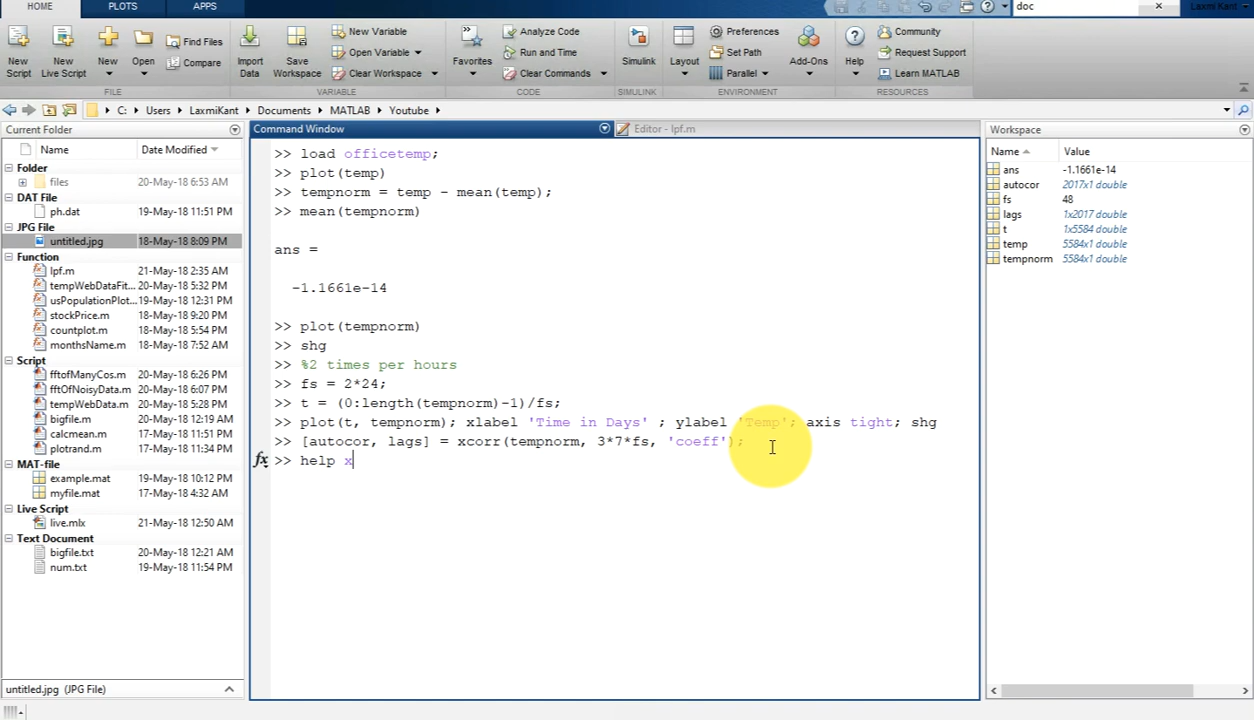 HOME PLOTS APPS doc Laxmi Kant
New Script
New Live Script
New
Open
Find Files
Compare
Import Data
Save Workspace
New Variable
Open Variable
Clear Workspace
Favorites
Analyze Code
Run and Time
Clear Commands
Simulink
Layout
Preferences
Set Path
Parallel
Add-Ons
Help
Community
Request Support
Learn MATLAB
FILE VARIABLE CODE SIMULINK ENVIRONMENT RESOURCES
C: Users LaxmiKant Documents MATLAB Youtube
Current Folder
Name Date Modified
Folder
files 20-May-18 6:53 AM
DAT File
ph.dat 19-May-18 11:51 PM
JPG File
untitled.jpg 18-May-18 8:09 PM
Function
lpf.m 21-May-18 2:35 AM
tempWebDataFit... 20-May-18 5:32 PM
usPopulationPlot... 19-May-18 12:31 PM
stockPrice.m 18-May-18 9:20 PM
countplot.m 18-May-18 5:54 PM
monthsName.m 18-May-18 7:52 AM
Script
fftofManyCos.m 20-May-18 6:26 PM
fftOfNoisyData.m 20-May-18 6:07 PM
tempWebData.m 20-May-18 5:28 PM
bigfile.m 20-May-18 12:19 AM
calcmean.m 17-May-18 11:51 PM
plotrand.m 17-May-18 11:34 PM
MAT-file
example.mat 19-May-18 10:12 PM
myfile.mat 17-May-18 4:32 AM
Live Script
live.mlx 21-May-18 12:50 AM
Text Document
bigfile.txt 20-May-18 12:21 AM
num.txt 19-May-18 11:54 PM
untitled.jpg (JPG File)
Command Window Editor - lpf.m
>> load officetemp;
>> plot(temp)
>> tempnorm = temp - mean(temp);
>> mean(tempnorm)
ans =
-1.1661e-14
>> plot(tempnorm)
>> shg
>> %2 times per hours
>> fs = 2*24;
>> t = (0:length(tempnorm)-1)/fs;
>> plot(t, tempnorm); xlabel 'Time in Days' ; ylabel 'Temp'; axis tight; shg
>> [autocor, lags] = xcorr(tempnorm, 3*7*fs, 'coeff');
fx >> help x
Workspace
Name Value
ans -1.1661e-14
autocor 2017x1 double
fs 48
lags 1x2017 double
t 1x5584 double
temp 5584x1 double
tempnorm 5584x1 double